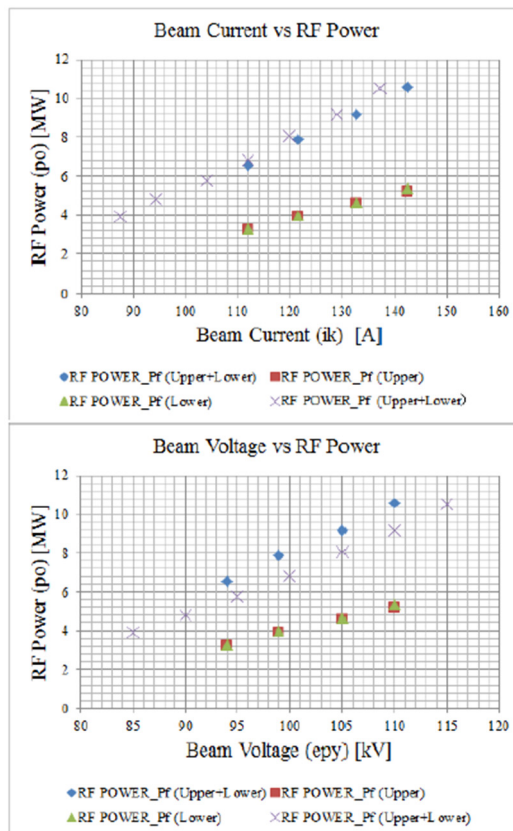 Beam Current vs RF Power
12
10
8
6
4
2
0
RF Power (po) [MW]
80 90 100 110 120 130 140 150 160
Beam Current (ik) [A]
RF POWER_Pf (Upper+Lower) RF POWER_Pf (Upper)
RF POWER_Pf (Lower) RF POWER_Pf (Upper+Lower)
Beam Voltage vs RF Power
12
10
8
6
4
2
0
RF Power (po) [MW]
80 85 90 95 100 105 110 115 120
Beam Voltage (epy) [kV]
RF POWER_Pf (Upper+Lower) RF POWER_Pf (Upper)
RF POWER_Pf (Lower) RF POWER_Pf (Upper+Lower)